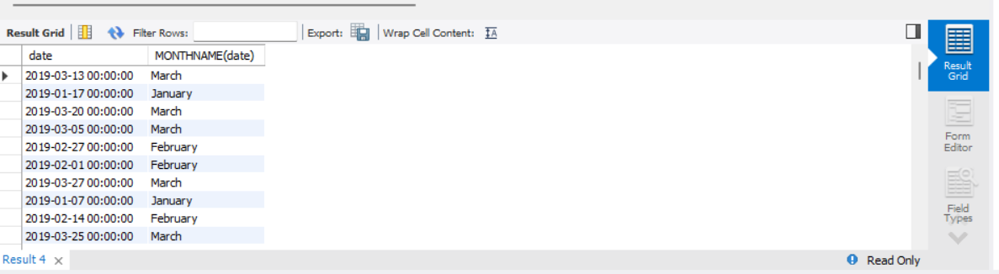 Result Grid Filter Rows: Export: Wrap Cell Content: IA
date MONTHNAME(date)
2019-03-13 00:00:00 March
2019-01-17 00:00:00 January
2019-03-20 00:00:00 March
2019-03-05 00:00:00 March
2019-02-27 00:00:00 February
2019-02-01 00:00:00 February
2019-03-27 00:00:00 March
2019-01-07 00:00:00 January
2019-02-14 00:00:00 February
2019-03-25 00:00:00 March
Result
Grid
Form
Editor
Field
Types
Result 4 Read Only